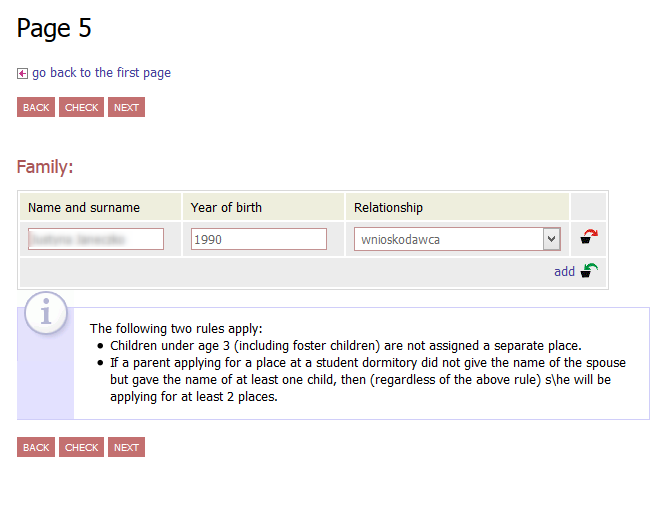 Page 5
go back to the first page
BACK CHECK NEXT
Family:
Name and surname Year of birth Relationship
1990 wnioskodawca
add
i
The following two rules apply:
• Children under age 3 (including foster children) are not assigned a separate place.
• If a parent applying for a place at a student dormitory did not give the name of the spouse
but gave the name of at least one child, then (regardless of the above rule) s\he will be
applying for at least 2 places.
BACK CHECK NEXT